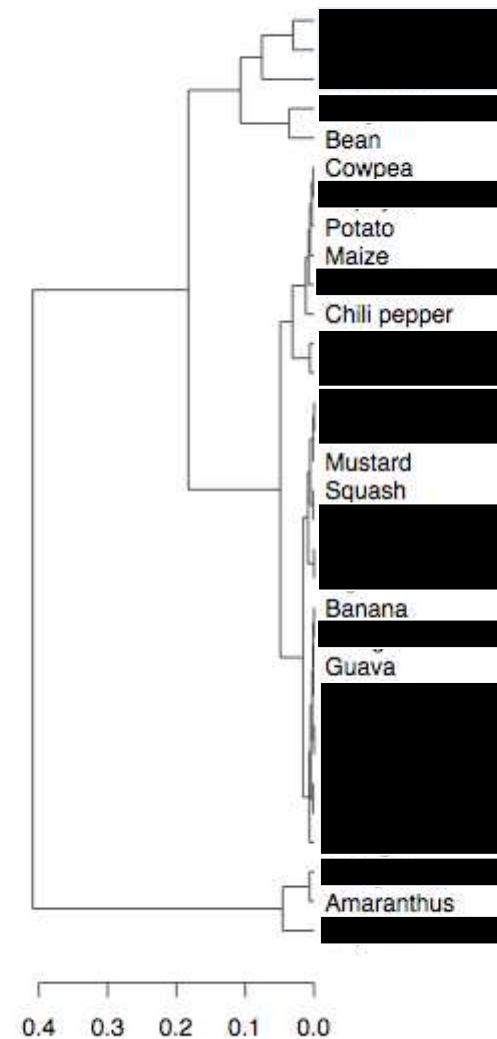 Bean
Cowpea
Potato
Maize
Chili pepper
Mustard
Squash
Banana
Guava
Amaranthus
0.4 0.3 0.2 0.1 0.0